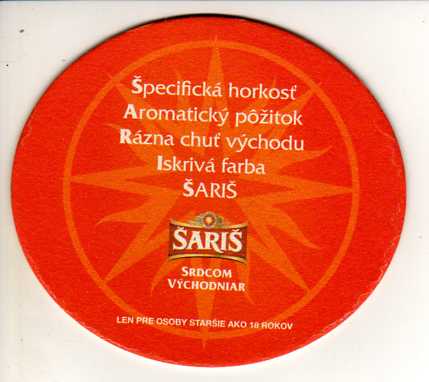 Špecifická horkosť
Aromatický pôžitok
Rázna chuť východu
Iskrivá farba
ŠARIŠ
ŠARIŠ
SRDCOM
VÝCHODNIAR
LEN PRE OSOBY STARŠIE AKO 18 ROKOV